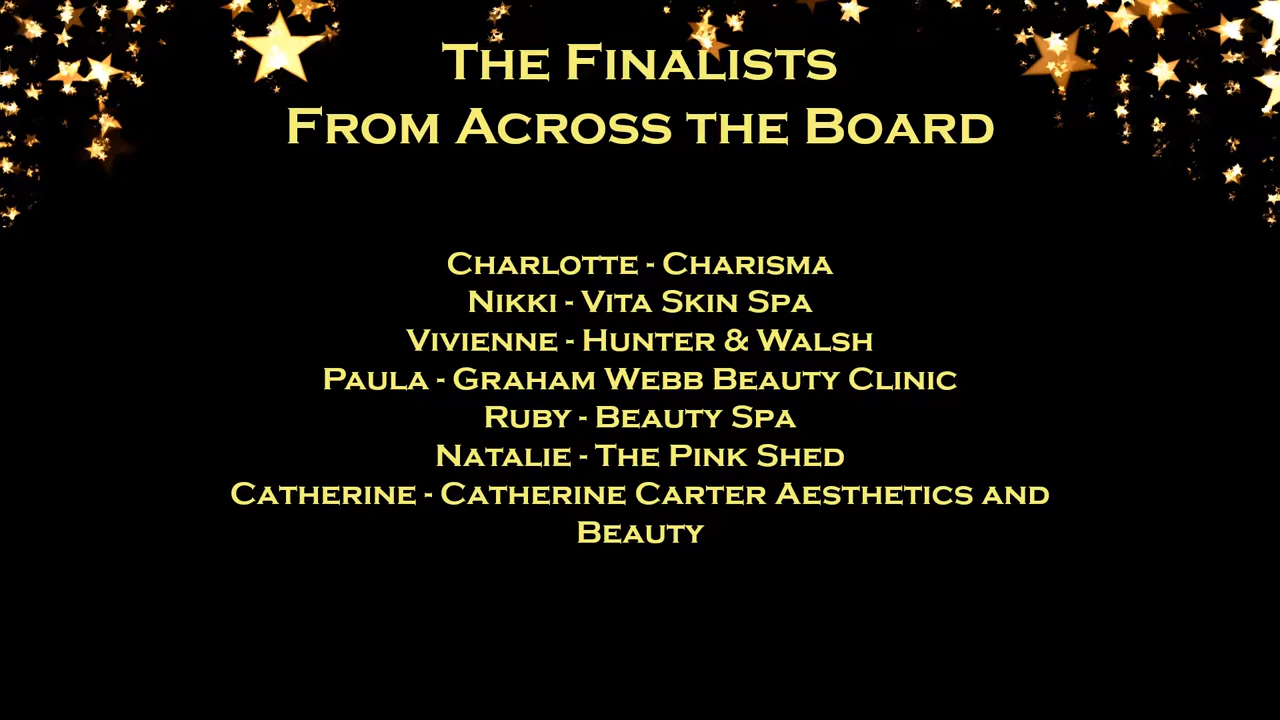 The Finalists
From Across the Board
Charlotte - Charisma
Nikki - Vita Skin Spa
Vivienne - Hunter & Walsh
Paula - Graham Webb Beauty Clinic
Ruby - Beauty Spa
Natalie - The Pink Shed
Catherine - Catherine Carter Aesthetics and
Beauty